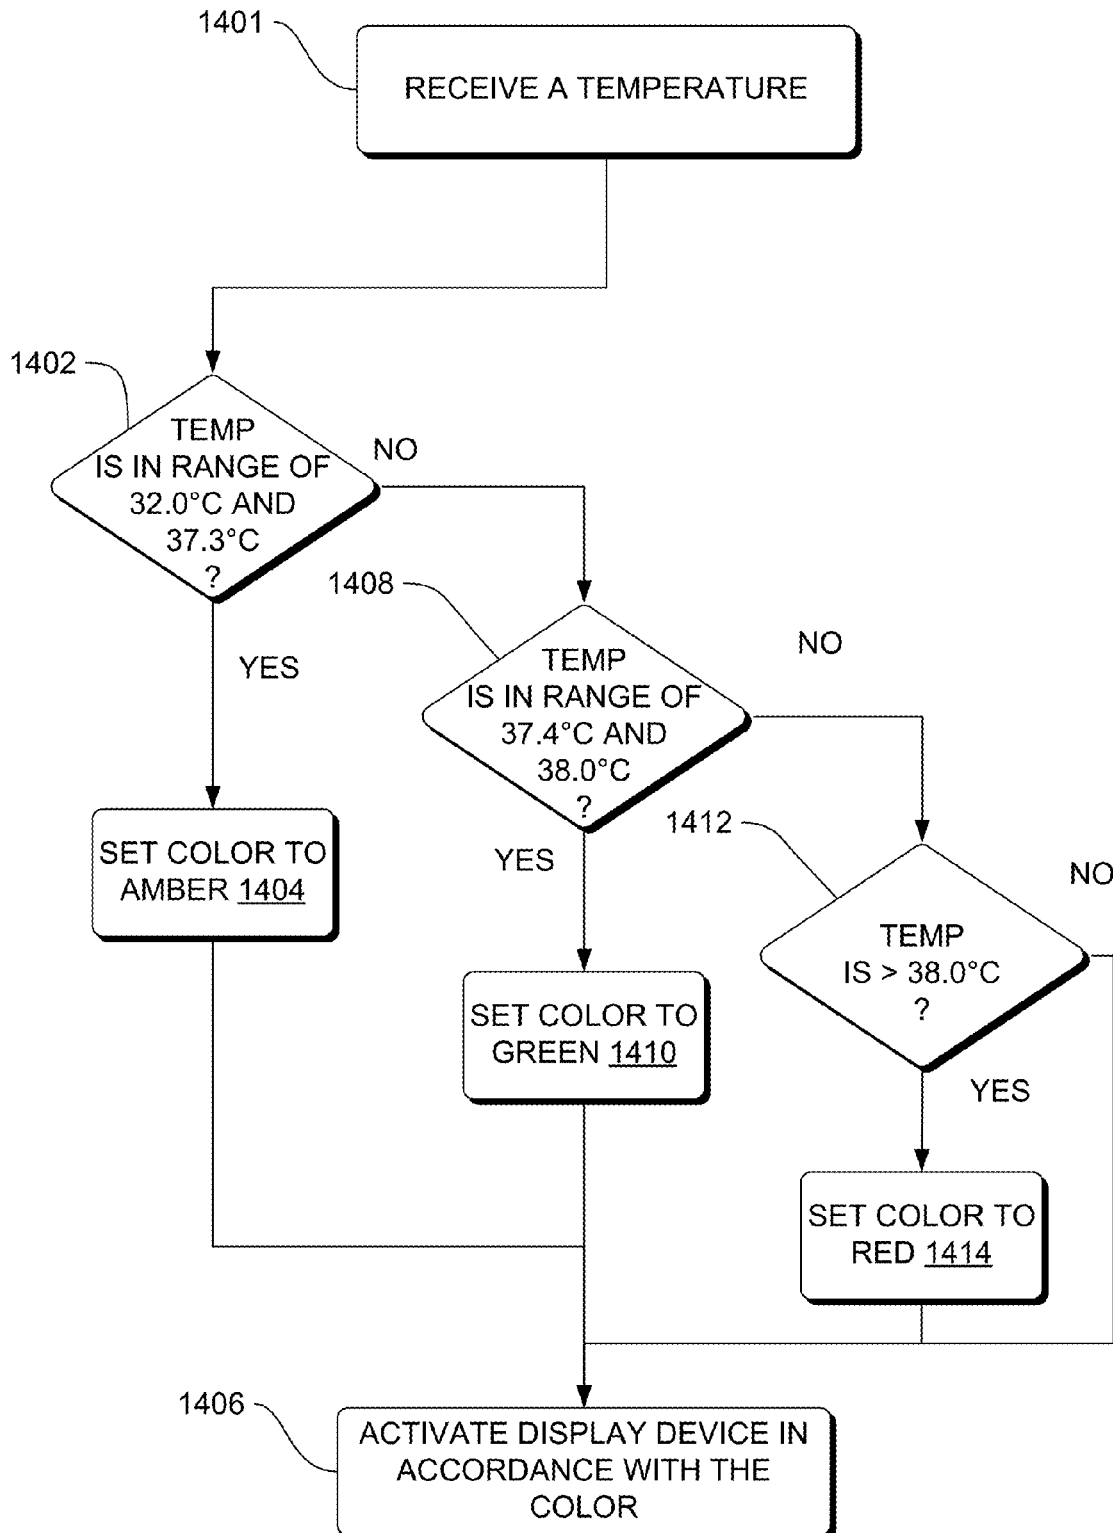 1401
RECEIVE A TEMPERATURE
1402
TEMP
IS IN RANGE OF
32.0°C AND
37.3°C
?
NO
YES
1408
TEMP
IS IN RANGE OF
37.4°C AND
38.0°C
?
NO
YES
SET COLOR TO
AMBER 1404
1412
TEMP
IS > 38.0°C
?
NO
YES
SET COLOR TO
GREEN 1410
SET COLOR TO
RED 1414
1406
ACTIVATE DISPLAY DEVICE IN
ACCORDANCE WITH THE
COLOR